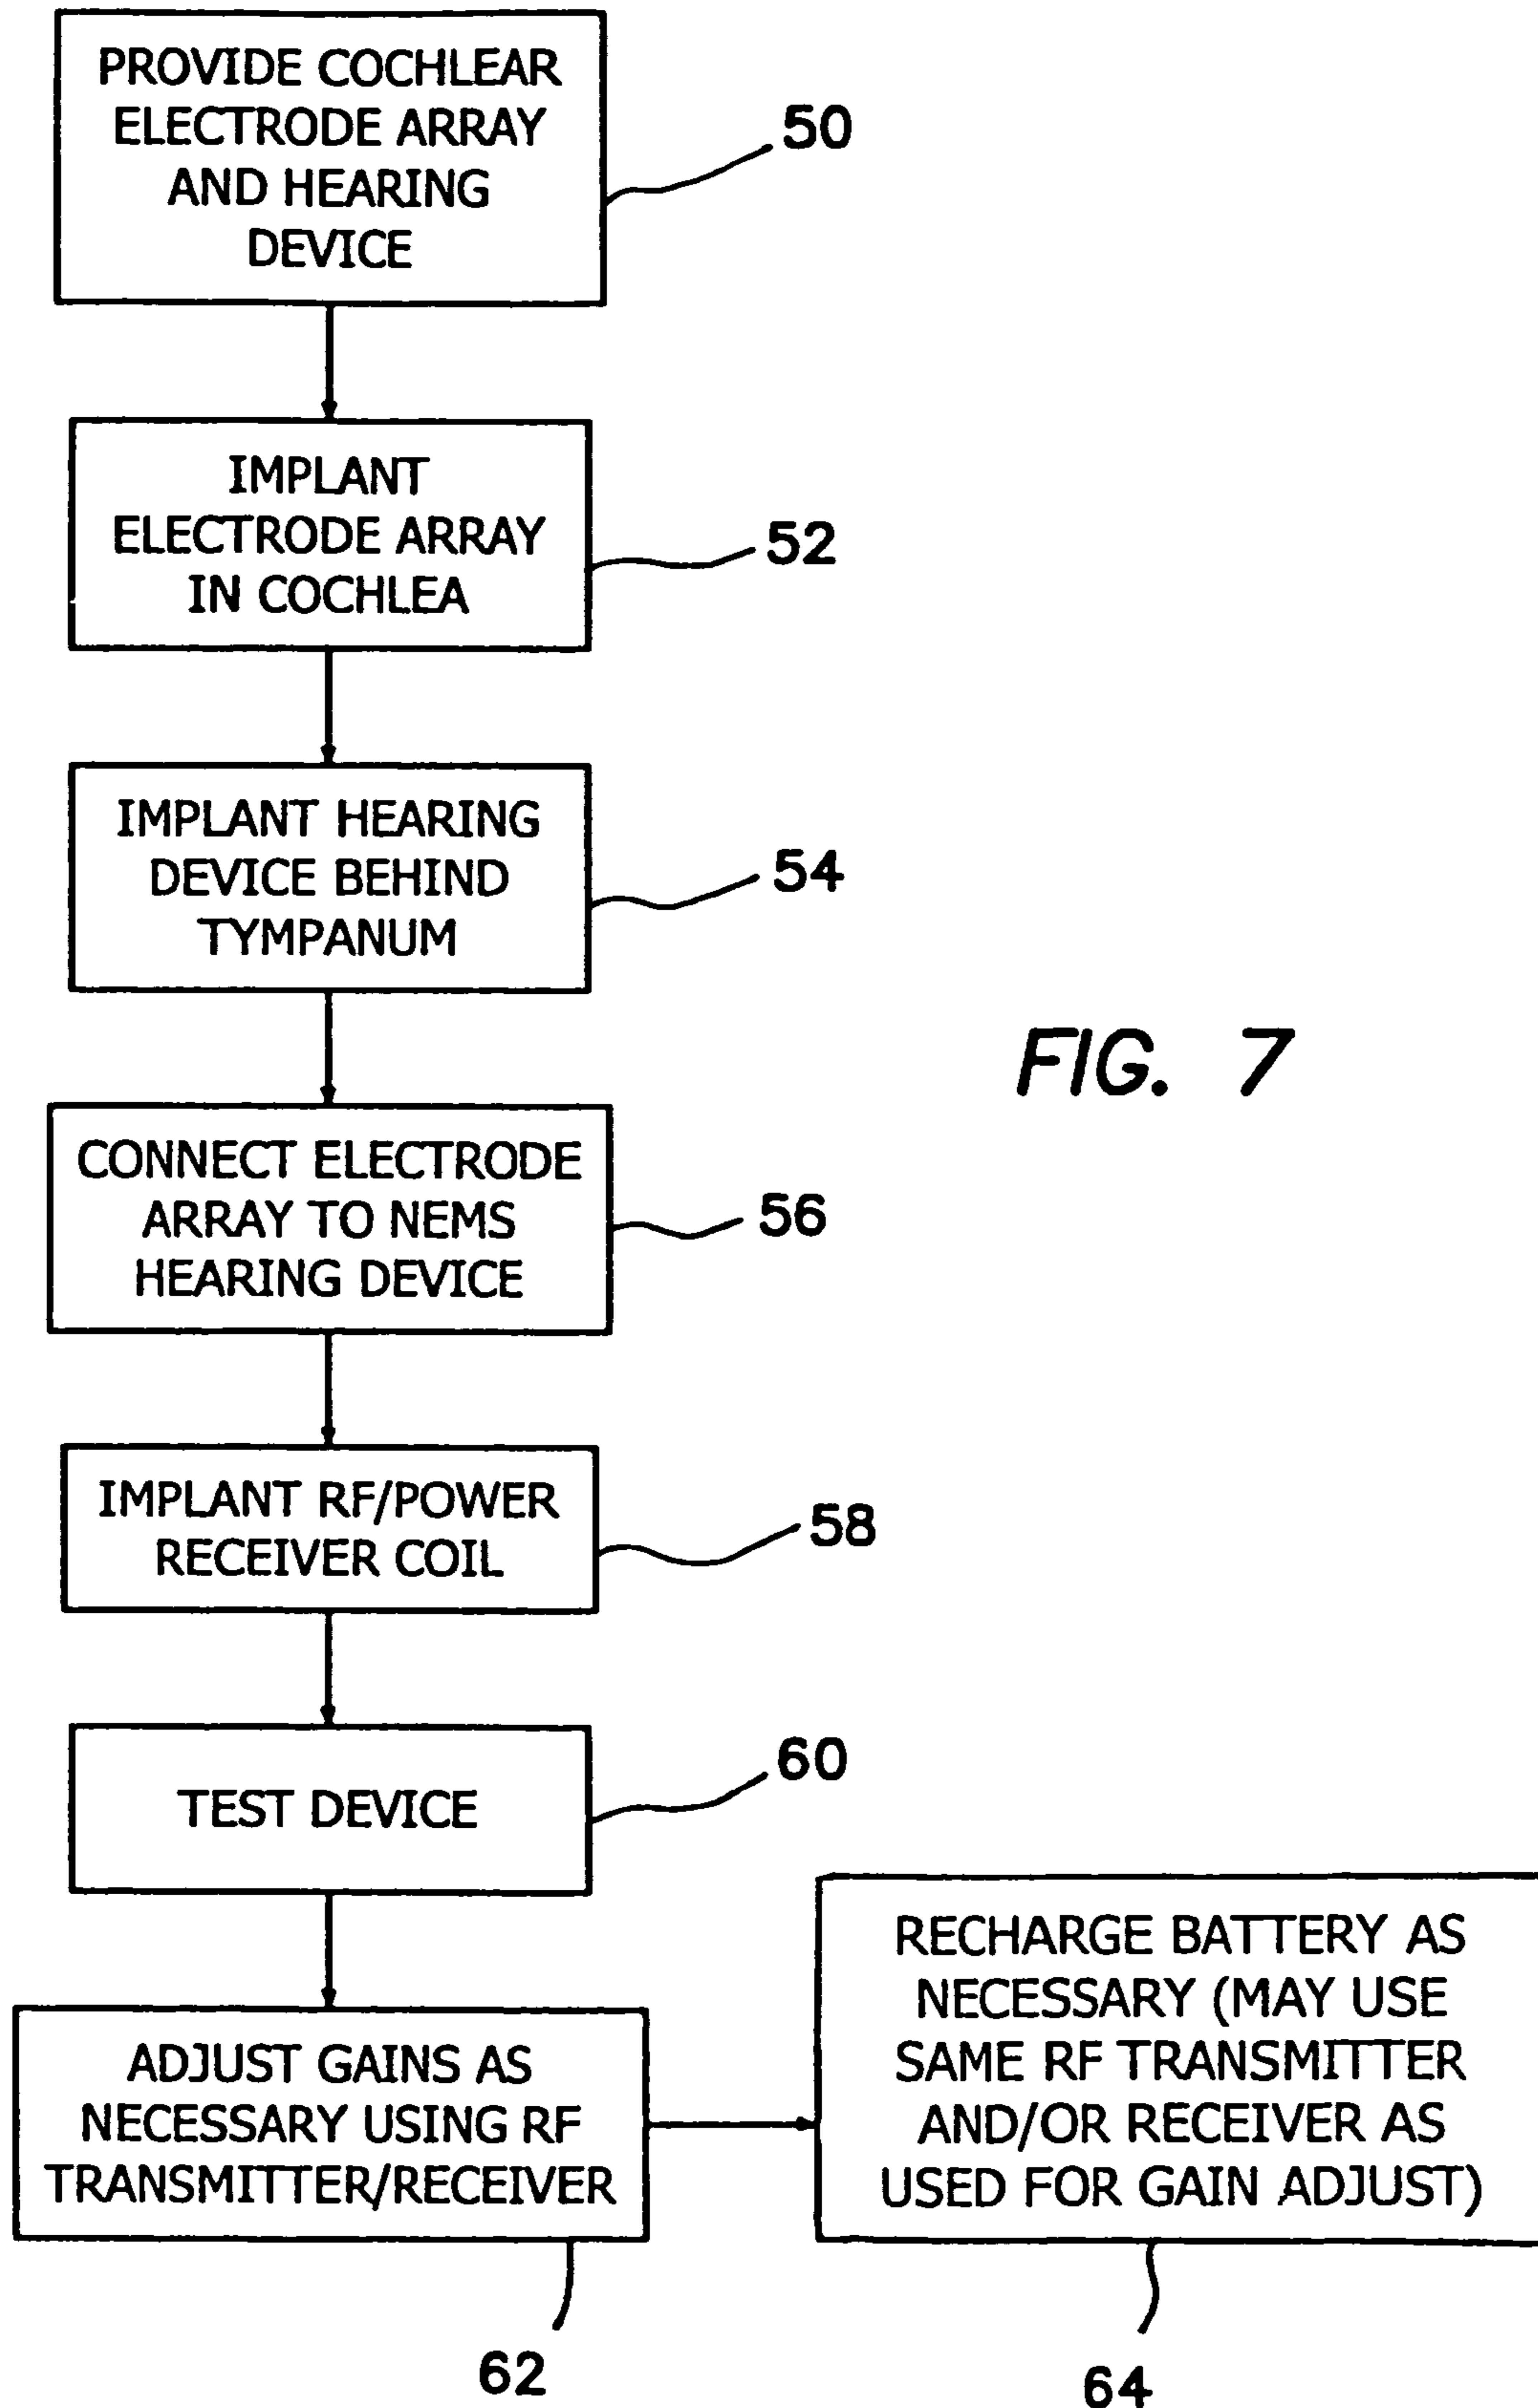 PROVIDE COCHLEAR
ELECTRODE ARRAY
AND HEARING
DEVICE
50
IMPLANT
ELECTRODE ARRAY
IN COCHLEA
52
IMPLANT HEARING
DEVICE BEHIND
TYMPANUM
54
FIG. 7
CONNECT ELECTRODE
ARRAY TO NEMS
HEARING DEVICE
56
IMPLANT RF/POWER
RECEIVER COIL
58
TEST DEVICE
60
ADJUST GAINS AS
NECESSARY USING RF
TRANSMITTER/RECEIVER
62
RECHARGE BATTERY AS
NECESSARY (MAY USE
SAME RF TRANSMITTER
AND/OR RECEIVER AS
USED FOR GAIN ADJUST)
64